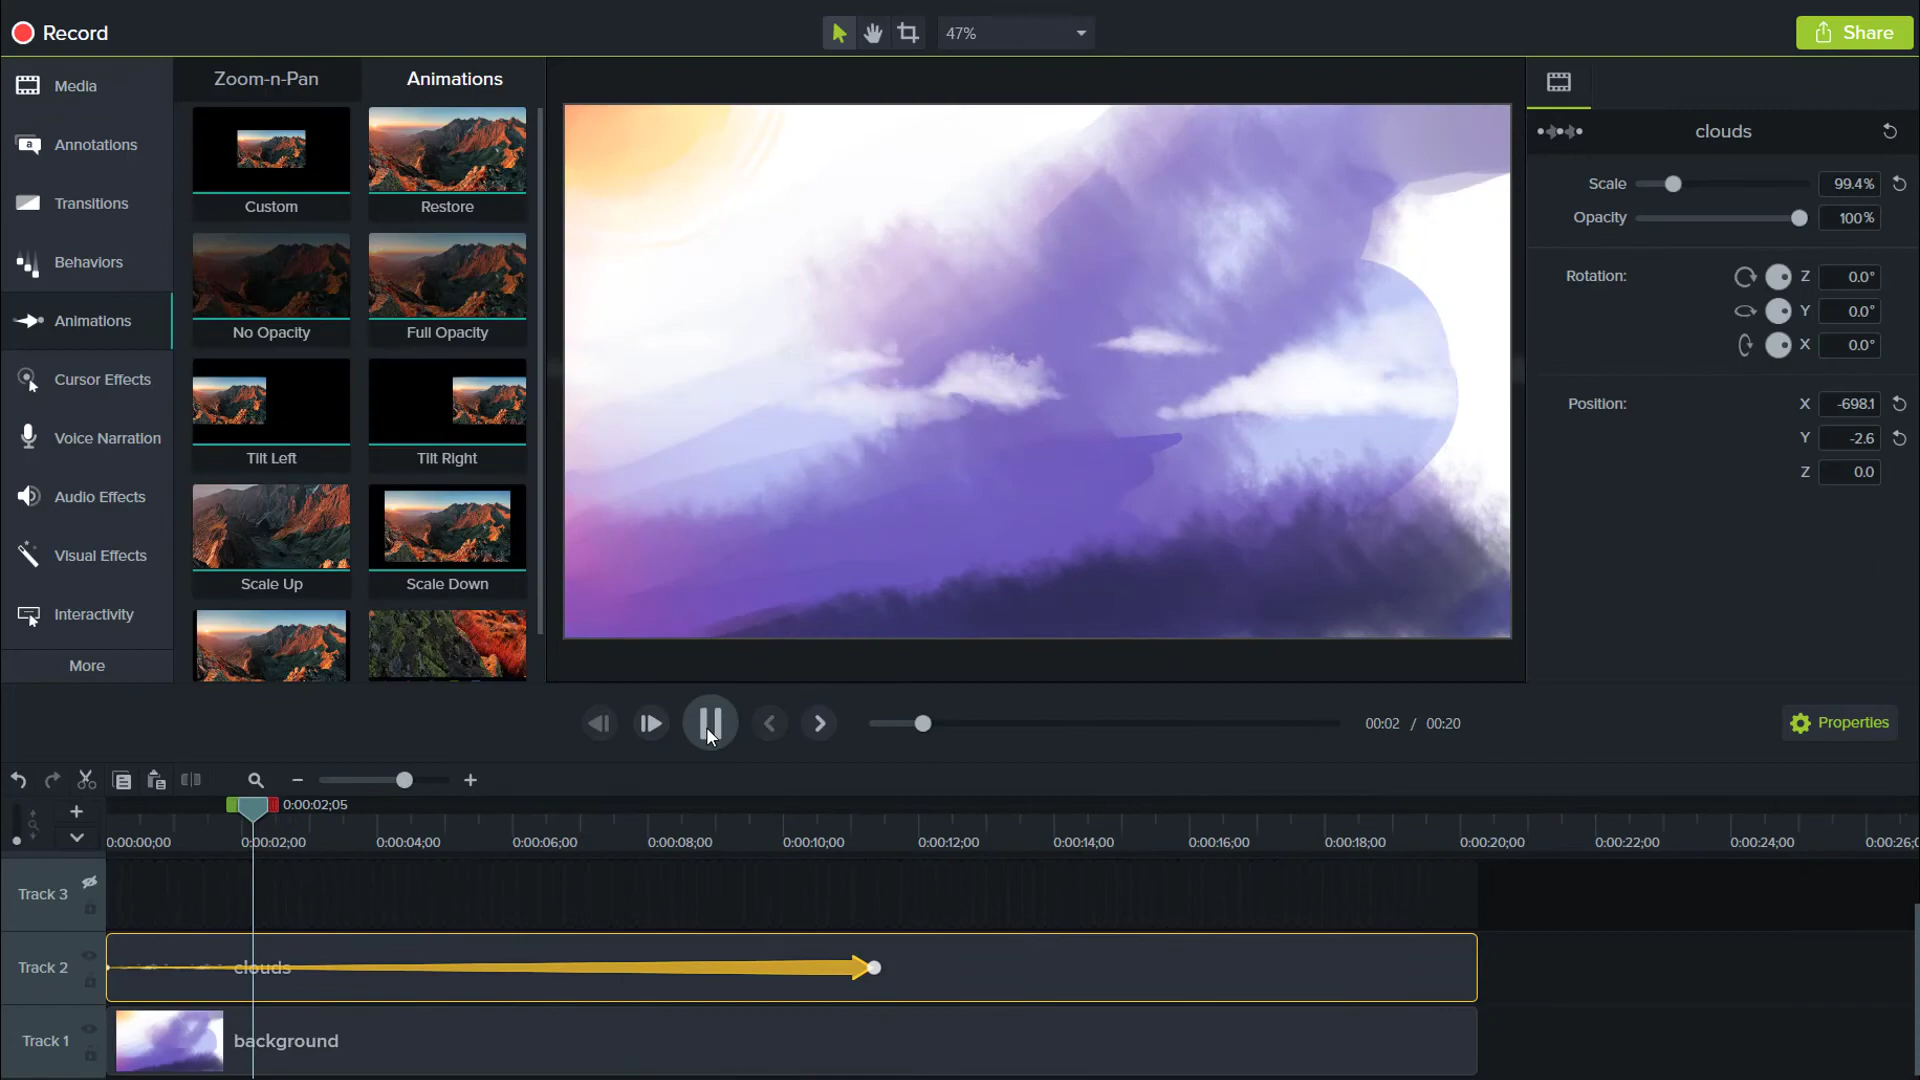 Record
47%
Share
Media
Annotations
Transitions
Behaviors
Animations
Cursor Effects
Voice Narration
Audio Effects
Visual Effects
Interactivity
More
Zoom-n-Pan
Animations
Custom
Restore
No Opacity
Full Opacity
Tilt Left
Tilt Right
Scale Up
Scale Down
clouds
Scale 99.4%
Opacity 100%
Rotation: Z 0.0°
Y 0.0°
X 0.0°
Position: X -698.1
Y -2.6
Z 0.0
00:02 / 00:20
Properties
0:00:02;05
0:00:00;00 0:00:02;00 0:00:04;00 0:00:06;00 0:00:08;00 0:00:10;00 0:00:12;00 0:00:14;00 0:00:16;00 0:00:18;00 0:00:20;00 0:00:22;00 0:00:24;00 0:00:26;
Track 3
Track 2 clouds
Track 1 background